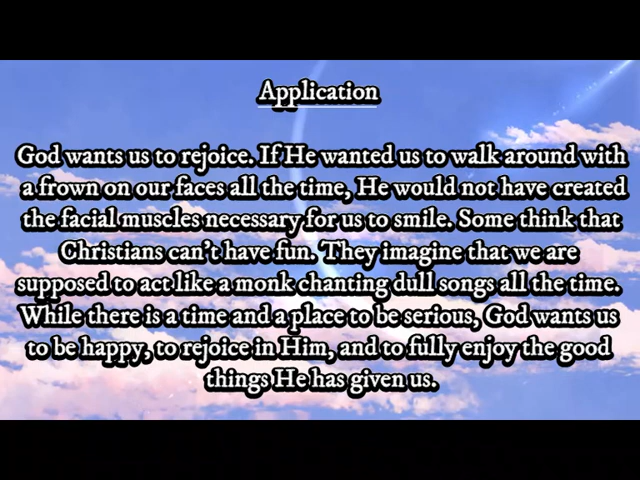 Application
God wants us to rejoice. If He wanted us to walk around with
a frown on our faces all the time, He would not have created
the facial muscles necessary for us to smile. Some think that
Christians can't have fun. They imagine that we are
supposed to act like a monk chanting dull songs all the time.
While there is a time and a place to be serious, God wants us
to be happy, to rejoice in Him, and to fully enjoy the good
things He has given us.